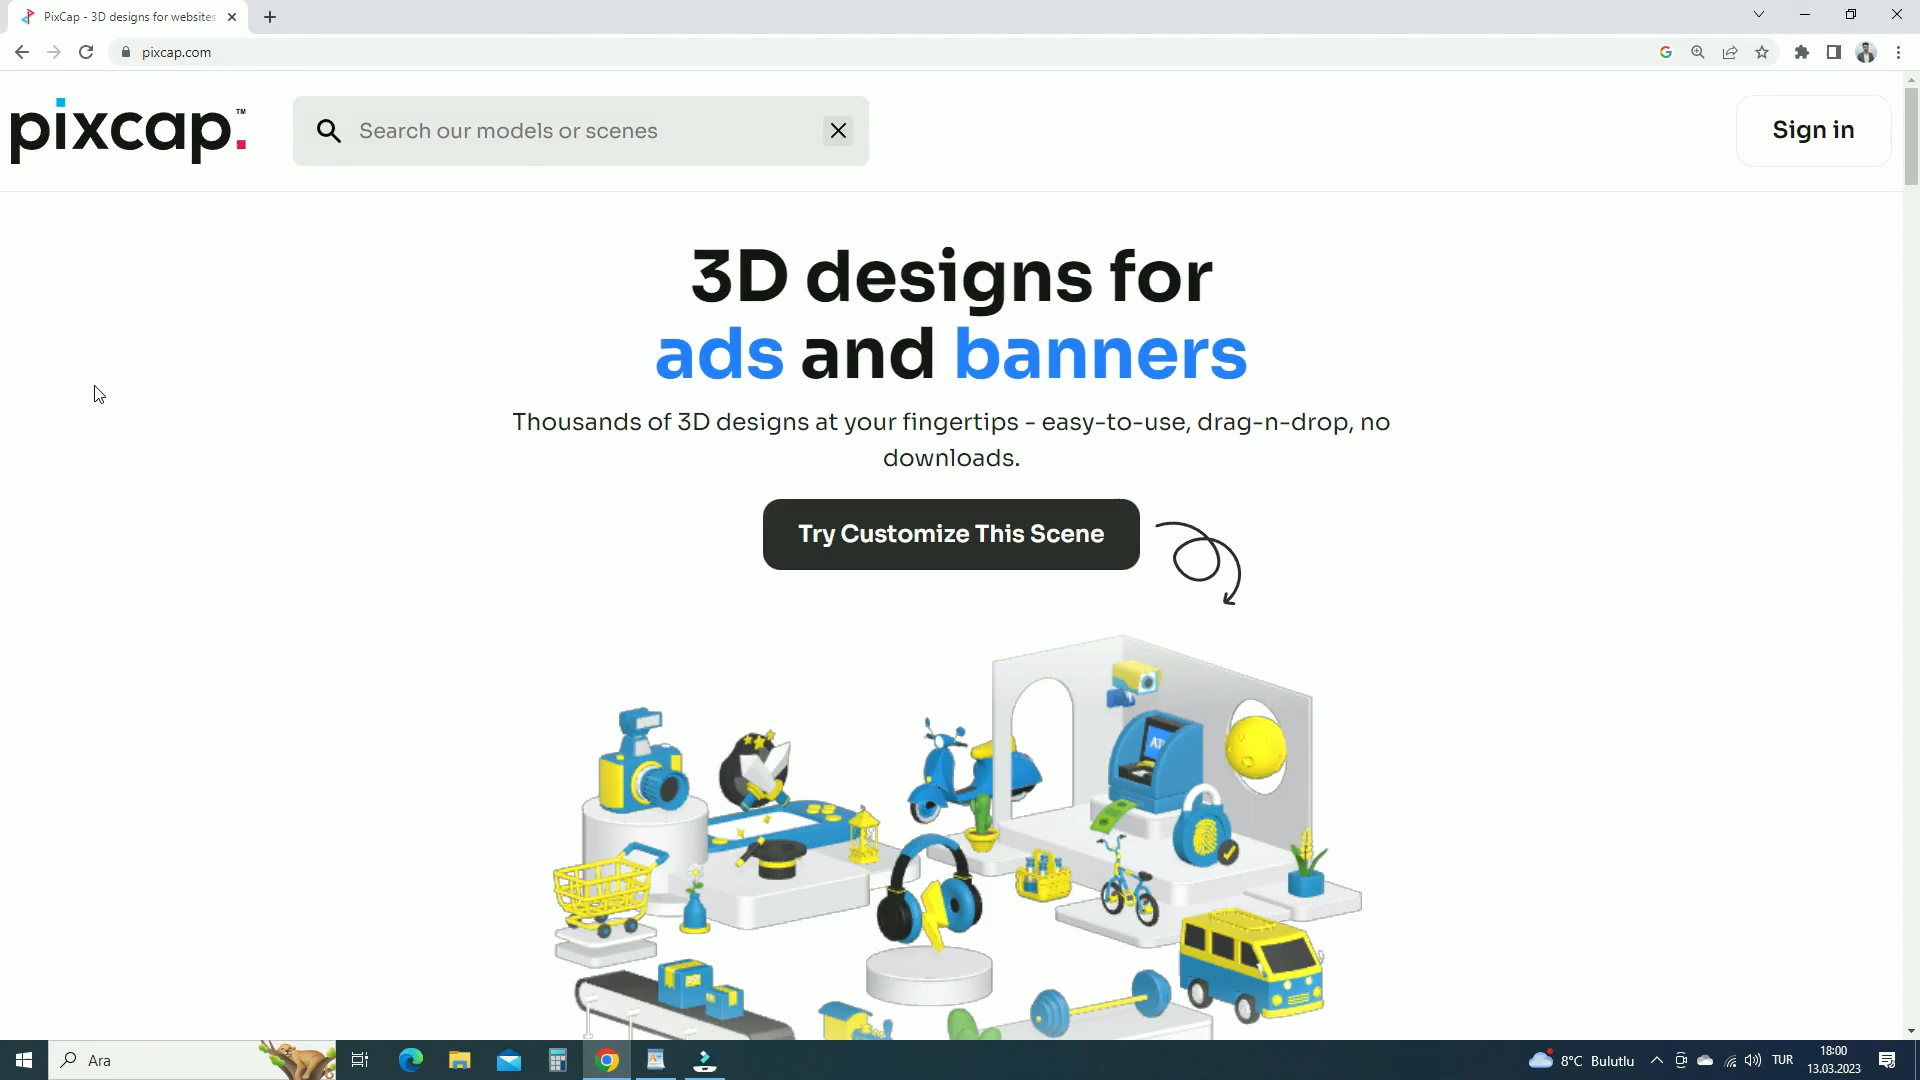 PixCap - 3D designs for websites
pixcap.com
pixcap.™
Search our models or scenes
Sign in
3D designs for
ads and banners
Thousands of 3D designs at your fingertips - easy-to-use, drag-n-drop, no
downloads.
Try Customize This Scene
AT
Ara
8°C Bulutlu
TUR
18:00
13.03.2023